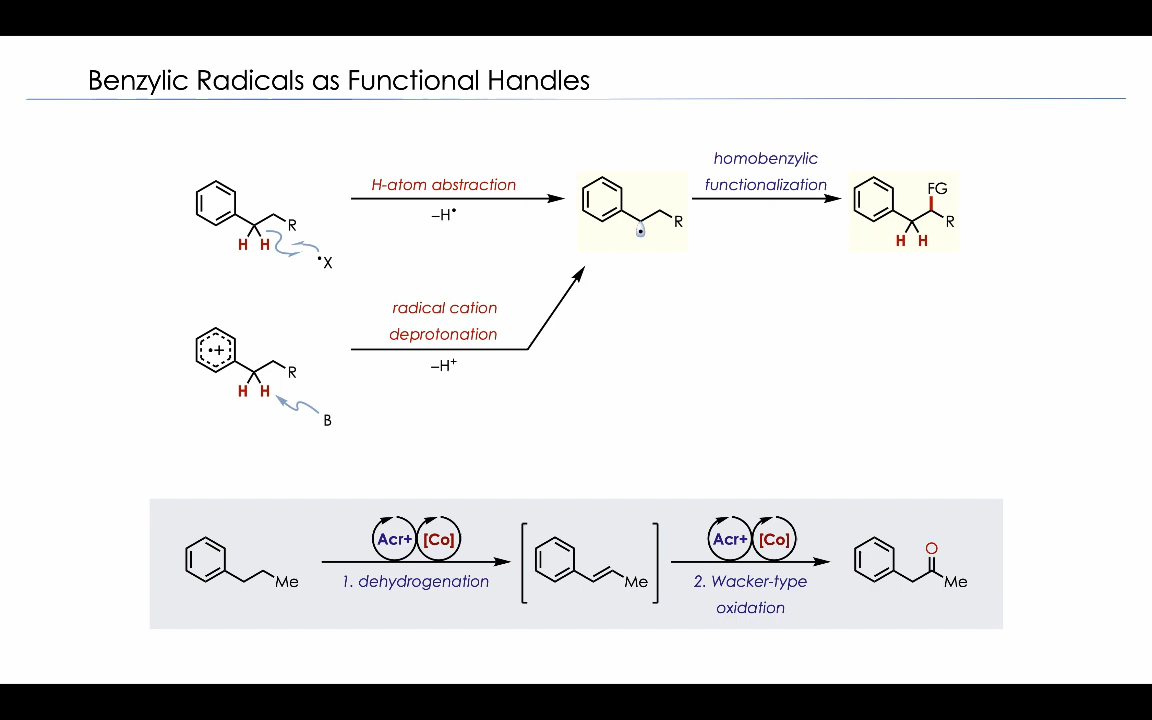 Benzylic Radicals as Functional Handles
homobenzylic
H-atom abstraction
functionalization
FG
–H•
R
R
R
H H
•
H H
•X
radical cation
deprotonation
•+
–H+
R
H H
B
Acr+ [Co]
Acr+ [Co]
O
1. dehydrogenation
2. Wacker-type
oxidation
Me
Me
Me